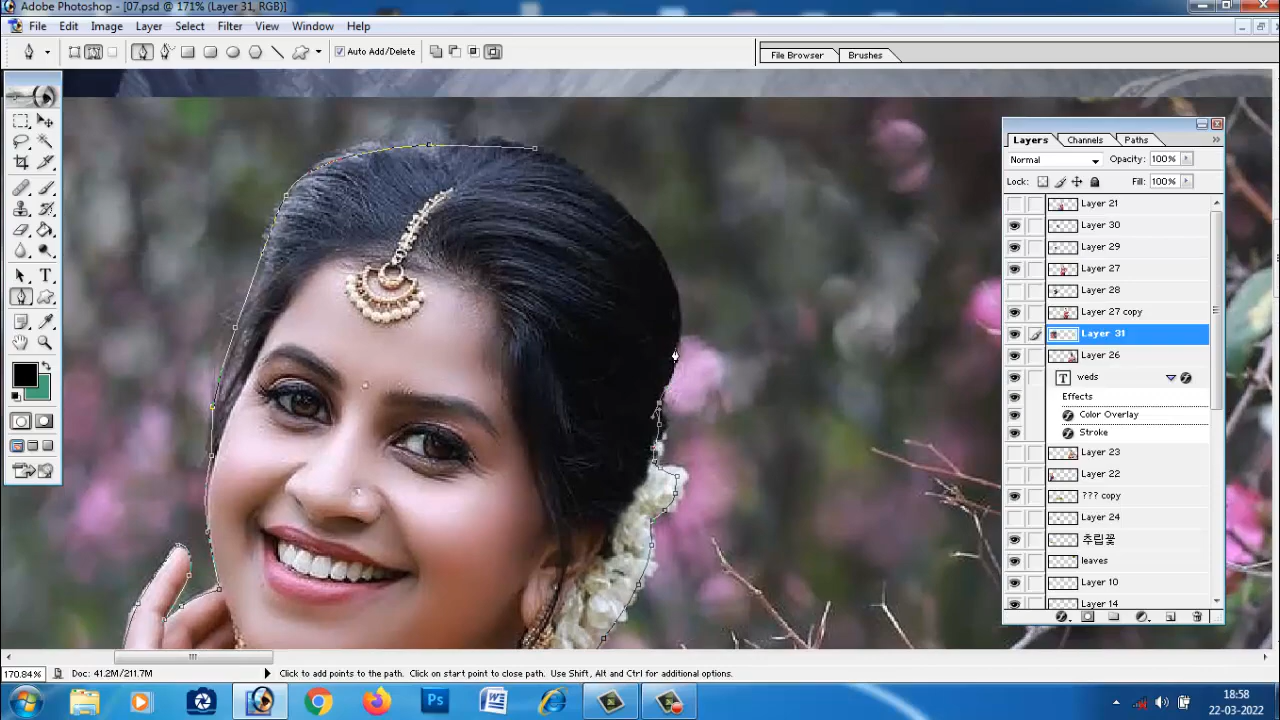 Adobe Photoshop - [07.psd @ 171% (Layer 31, RGB)]
File Edit Image Layer Select Filter View Window Help
Auto Add/Delete
File Browser Brushes
Layers Channels Paths
Normal Opacity: 100%
Lock: Fill: 100%
Layer 21
Layer 30
Layer 29
Layer 27
Layer 28
Layer 27 copy
Layer 31
Layer 26
T weds
Effects
Color Overlay
Stroke
Layer 23
Layer 22
??? copy
Layer 24
추립꽃
leaves
Layer 10
Layer 14
170.84% Doc: 41.2M/211.7M Click to add points to the path. Click on start point to close path. Use Shift, Alt and Ctrl for additional options.
Ps
18:58
22-03-2022